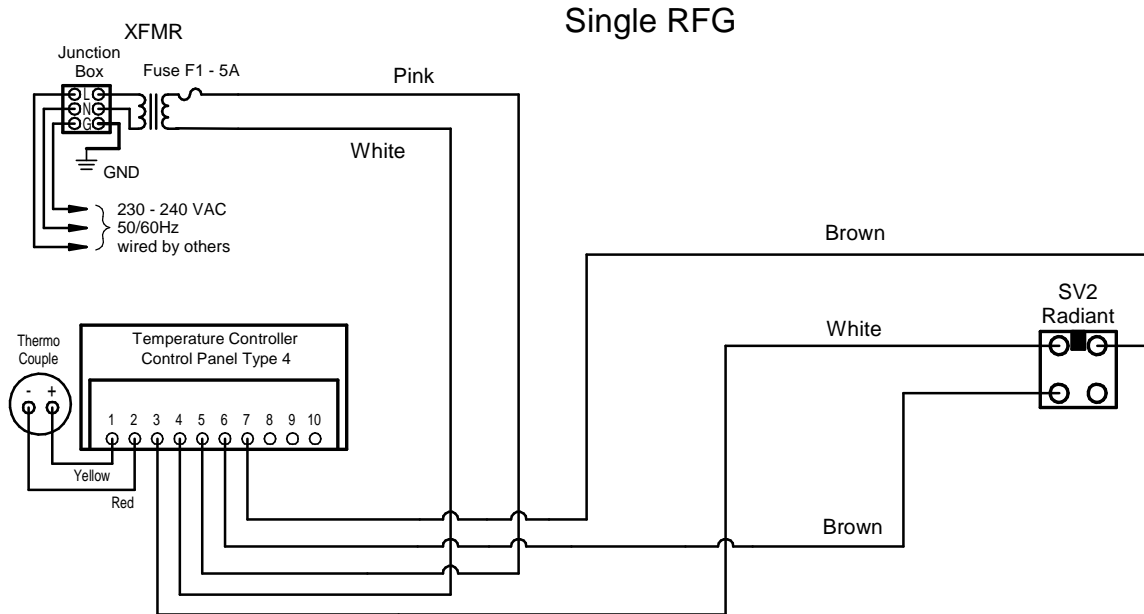 Single RFG
XFMR
Junction
Box
Fuse F1 - 5A
Pink
L
N
G
White
GND
230 - 240 VAC
50/60Hz
wired by others
Brown
SV2
Radiant
White
Thermo
Couple
- +
Temperature Controller
Control Panel Type 4
1 2 3 4 5 6 7 8 9 10
Yellow
Red
Brown